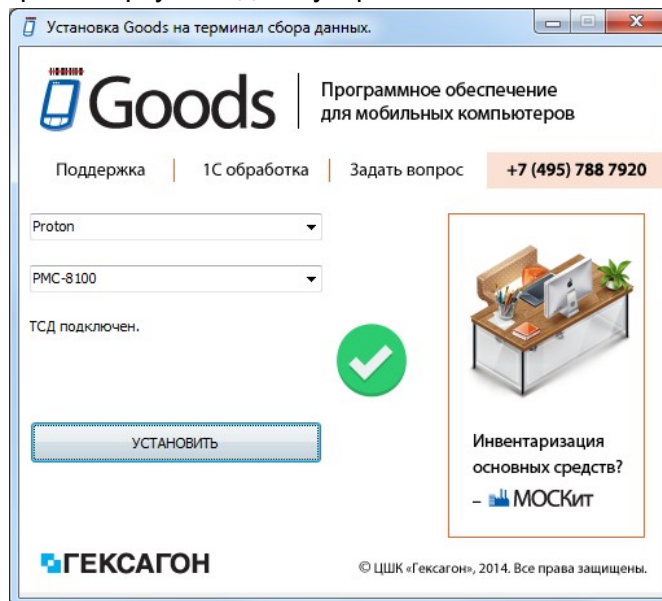 Установка Goods на терминал сбора данных.
Goods
Программное обеспечение
для мобильных компьютеров
Поддержка
1С обработка
Задать вопрос
+7 (495) 788 7920
Proton
PMC-8100
ТСД подключен.
УСТАНОВИТЬ
Инвентаризация
основных средств?
– МОСКит
ГЕКСАГОН
© ЦШК «Гексагон», 2014. Все права защищены.